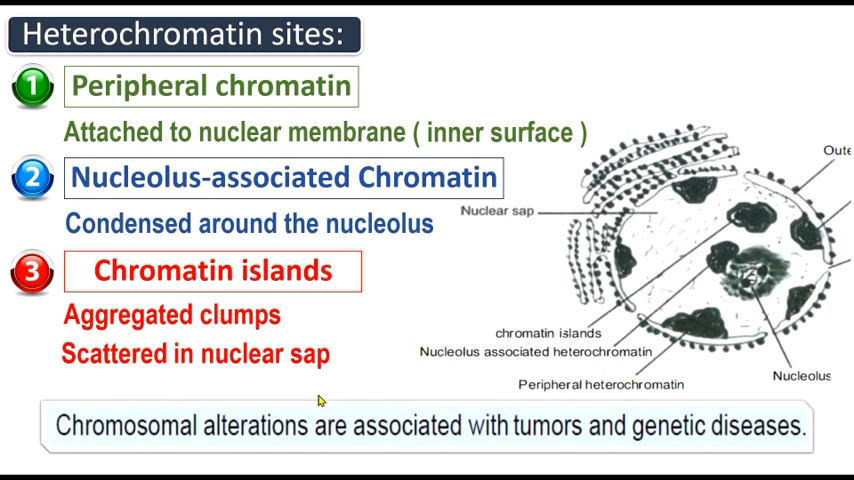 Heterochromatin sites:
1 Peripheral chromatin
Attached to nuclear membrane ( inner surface )
2 Nucleolus-associated Chromatin
Condensed around the nucleolus
3 Chromatin islands
Aggregated clumps
Scattered in nuclear sap
Oute
Nuclear sap
chromatin islands
Nucleolus associated heterochromatin
Peripheral heterochromatin
Nucleolus
Chromosomal alterations are associated with tumors and genetic diseases.